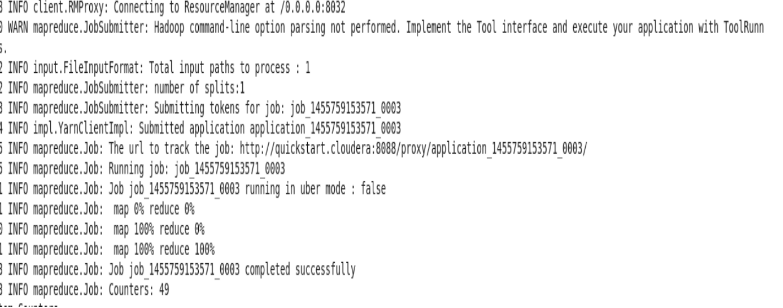 3 INFO client.RMProxy: Connecting to ResourceManager at /0.0.0.0:8032
0 WARN mapreduce.JobSubmitter: Hadoop command-line option parsing not performed. Implement the Tool interface and execute your application with ToolRunn
s.
2 INFO input.FileInputFormat: Total input paths to process : 1
2 INFO mapreduce.JobSubmitter: number of splits:1
3 INFO mapreduce.JobSubmitter: Submitting tokens for job: job_1455759153571_0003
4 INFO impl.YarnClientImpl: Submitted application application_1455759153571_0003
5 INFO mapreduce.Job: The url to track the job: http://quickstart.cloudera:8088/proxy/application_1455759153571_0003/
5 INFO mapreduce.Job: Running job: job_1455759153571_0003
1 INFO mapreduce.Job: Job job_1455759153571_0003 running in uber mode : false
1 INFO mapreduce.Job: map 0% reduce 0%
0 INFO mapreduce.Job: map 100% reduce 0%
1 INFO mapreduce.Job: map 100% reduce 100%
3 INFO mapreduce.Job: Job job_1455759153571_0003 completed successfully
3 INFO mapreduce.Job: Counters: 49